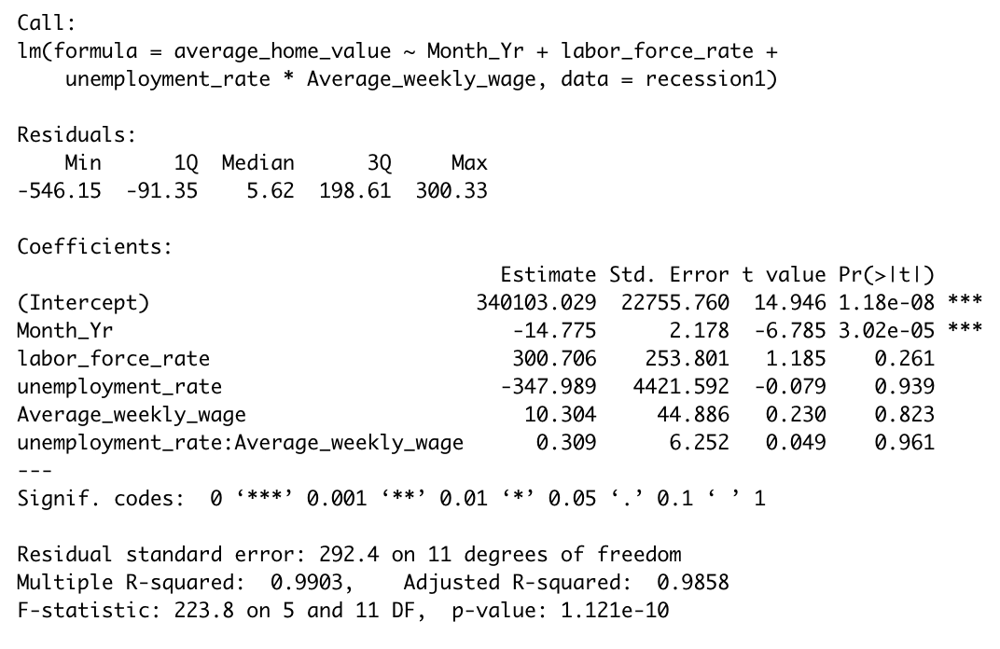 Call:
lm(formula = average_home_value ~ Month_Yr + labor_force_rate +
    unemployment_rate * Average_weekly_wage, data = recession1)

Residuals:
    Min      1Q  Median      3Q     Max
-546.15  -91.35    5.62  198.61  300.33

Coefficients:
                                        Estimate Std. Error t value Pr(>|t|)
(Intercept)                           340103.029  22755.760  14.946 1.18e-08 ***
Month_Yr                                 -14.775      2.178  -6.785 3.02e-05 ***
labor_force_rate                         300.706    253.801   1.185    0.261
unemployment_rate                       -347.989   4421.592  -0.079    0.939
Average_weekly_wage                       10.304     44.886   0.230    0.823
unemployment_rate:Average_weekly_wage      0.309      6.252   0.049    0.961
---
Signif. codes:  0 ‘***’ 0.001 ‘**’ 0.01 ‘*’ 0.05 ‘.’ 0.1 ‘ ’ 1

Residual standard error: 292.4 on 11 degrees of freedom
Multiple R-squared:  0.9903,    Adjusted R-squared:  0.9858
F-statistic: 223.8 on 5 and 11 DF,  p-value: 1.121e-10